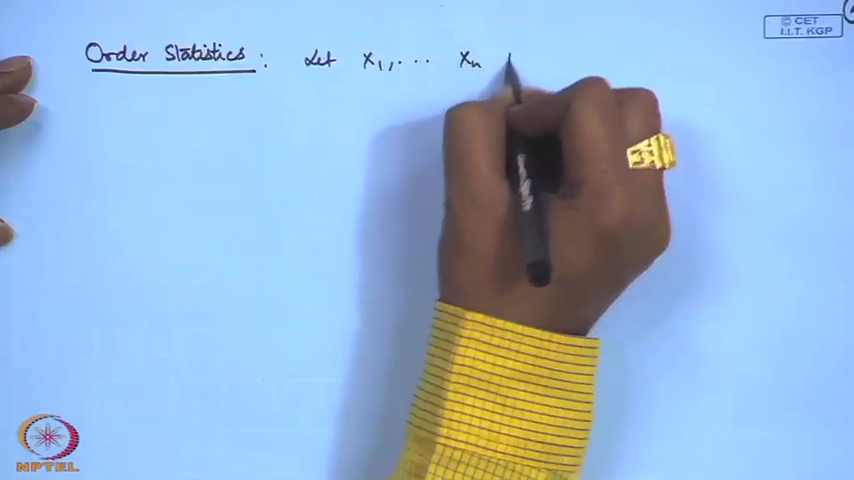 Order Statistics : Let X₁, ... Xₙ
© CET
I.I.T. KGP
NPTEL